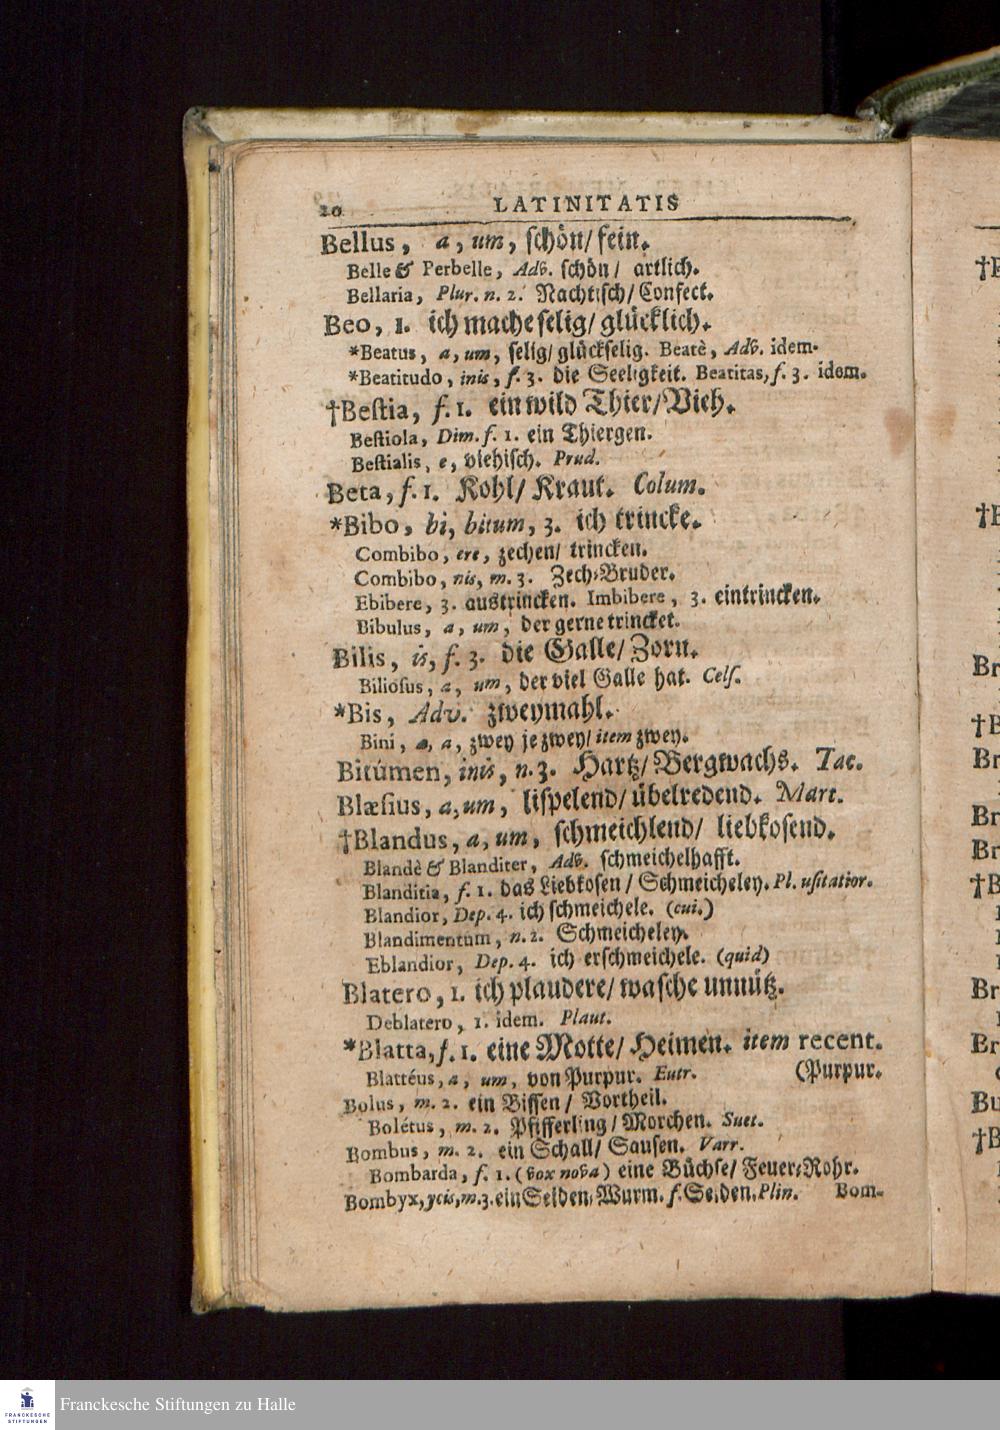 20 LATINITATIS
Bellus, a, um, schön/ fein.
Belle & Perbelle, Adv. schön/ artlich.
Bellaria, Plur. n. 2. Nachtisch/ Confect.
Beo, 1. ich mache selig/ glücklich.
*Beatus, a, um, selig/ glückselig. Beatè, Adv. idem.
*Beatitudo, inis, f. 3. die Seeligkeit. Beatitas, f. 3. idem.
†Bestia, f. 1. ein wild Thier/ Vieh.
Bestiola, Dim. f. 1. ein Thiergen.
Bestialis, e, viehisch. Prud.
Beta, f. 1. Kohl/ Kraut. Colum.
*Bibo, bi, bitum, 3. ich trincke.
Combibo, ere, zechen/ trincken.
Combibo, nis, m. 3. Zech-Bruder.
Ebibere, 3. austrincken. Imbibere, 3. eintrincken.
Bibulus, a, um, der gerne trincket.
Bilis, is, f. 3. die Galle/ Zorn.
Biliosus, a, um, der viel Galle hat. Cels.
*Bis, Adv. zweymahl.
Bini, æ, a, zwey je zwey/ item zwey.
Bitúmen, inis, n. 3. Hartz/ Bergwachs. Tac.
Blæsius, a, um, lispelend/ übelredend. Mart.
†Blandus, a, um, schmeichlend/ liebkosend.
Blandè & Blanditer, Adv. schmeichelhafft.
Blanditia, f. 1. das Liebkosen/ Schmeicheley. Pl. usitatior.
Blandior, Dep. 4. ich schmeichele. (cui.)
Blandimentum, n. 2. Schmeicheley.
Eblandior, Dep. 4. ich erschmeichele. (quid)
Blatero, 1. ich plaudere/ wasche unnütz.
Deblatero, 1. idem. Plaut.
*Blatta, f. 1. eine Motte/ Heimen. item recent.
Blattéus, a, um, von Purpur. Eutr. (Purpur.
Bolus, m. 2. ein Bissen/ Vortheil.
Bolétus, m. 2. Pfifferling/ Morchen. Suet.
Bombus, m. 2. ein Schall/ Sausen. Varr.
Bombarda, f. 1. (vox nova) eine Büchse/ Feuer-Rohr.
Bombyx, ycis, m. 3. ein Seiden-Wurm. f. Seiden. Plin. Bom-
†B
†B
Br
†B
Br
Br
Br
†B
Br
Br
Bu
†B
FRANCKESCHE
STIFTUNGEN
Franckesche Stiftungen zu Halle